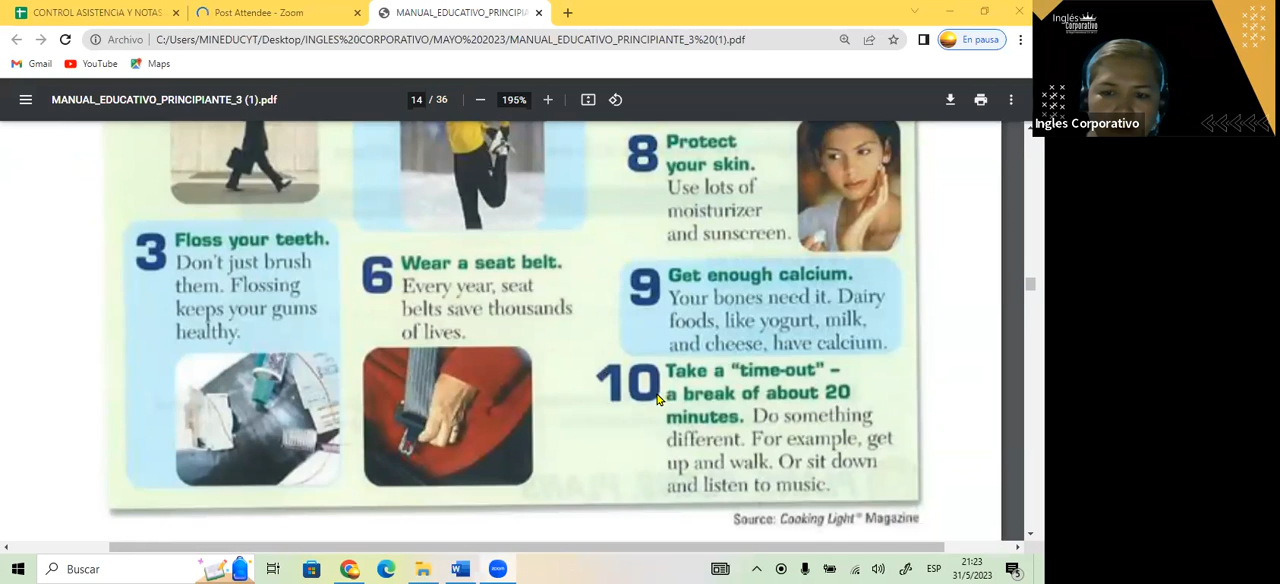 CONTROL ASISTENCIA Y NOTAS
Post Attendee - Zoom
MANUAL_EDUCATIVO_PRINCIPIA
Archivo
C:/Users/MINEDUCYT/Desktop/INGLES%20CORPORATIVO/MAYO%202023/MANUAL_EDUCATIVO_PRINCIPIANTE_3%20(1).pdf
En pausa
Gmail
YouTube
Maps
MANUAL_EDUCATIVO_PRINCIPIANTE_3 (1).pdf
14 / 36
195%
3 Floss your teeth.
Don't just brush
them. Flossing
keeps your gums
healthy.
6 Wear a seat belt.
Every year, seat
belts save thousands
of lives.
8 Protect
your skin.
Use lots of
moisturizer
and sunscreen.
9 Get enough calcium.
Your bones need it. Dairy
foods, like yogurt, milk,
and cheese, have calcium.
10 Take a "time-out" –
a break of about 20
minutes. Do something
different. For example, get
up and walk. Or sit down
and listen to music.
Source: Cooking Light® Magazine
Inglés
Corporativo
Ingles Corporativo
Buscar
zoom
ESP
21:23
31/5/2023
5